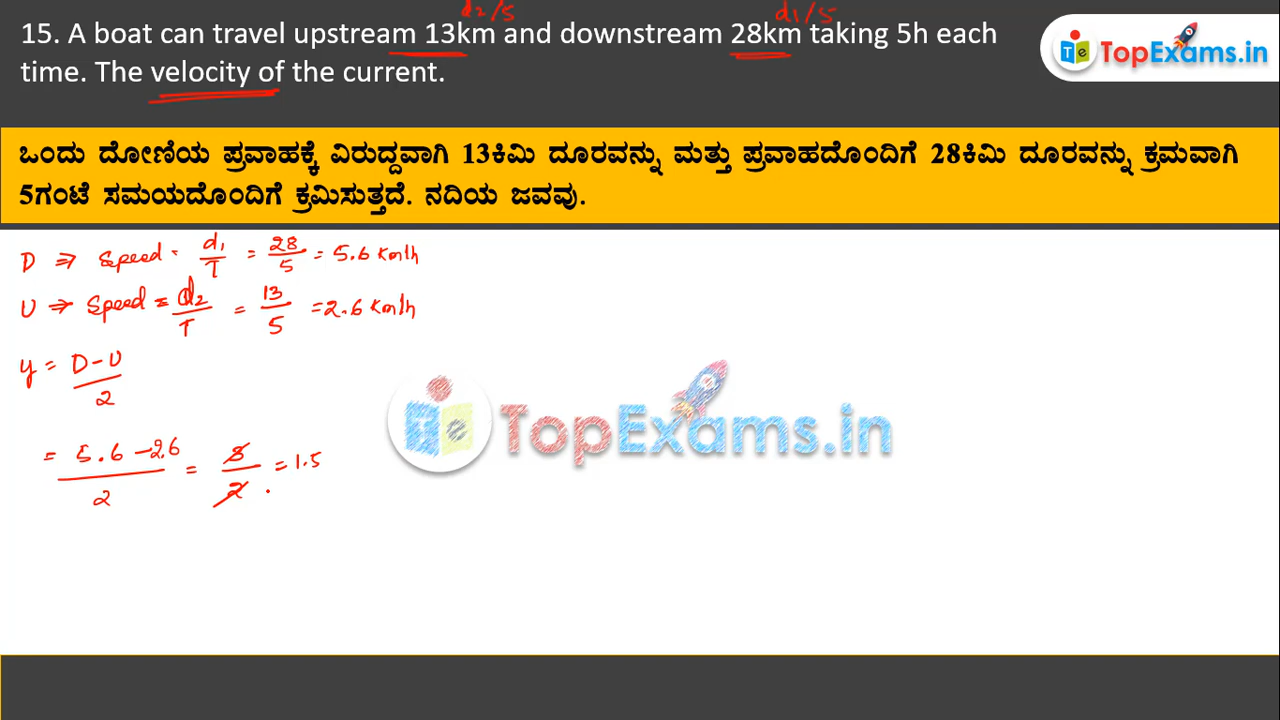 d2/5 d1/5
15. A boat can travel upstream 13km and downstream 28km taking 5h each
time. The velocity of the current.
Te TopExams.in
ಒಂದು ದೋಣಿಯ ಪ್ರವಾಹಕ್ಕೆ ವಿರುದ್ದವಾಗಿ 13ಕಿಮಿ ದೂರವನ್ನು ಮತ್ತು ಪ್ರವಾಹದೊಂದಿಗೆ 28ಕಿಮಿ ದೂರವನ್ನು ಕ್ರಮವಾಗಿ
5ಗಂಟೆ ಸಮಯದೊಂದಿಗೆ ಕ್ರಮಿಸುತ್ತದೆ. ನದಿಯ ಜವವು.
D ⇒ Speed = d1/T = 28/5 = 5.6 km/h
U ⇒ Speed = d2/T = 13/5 = 2.6 km/h
y = D-U/2
= 5.6-2.6/2 = 3/2 = 1.5
Te TopExams.in